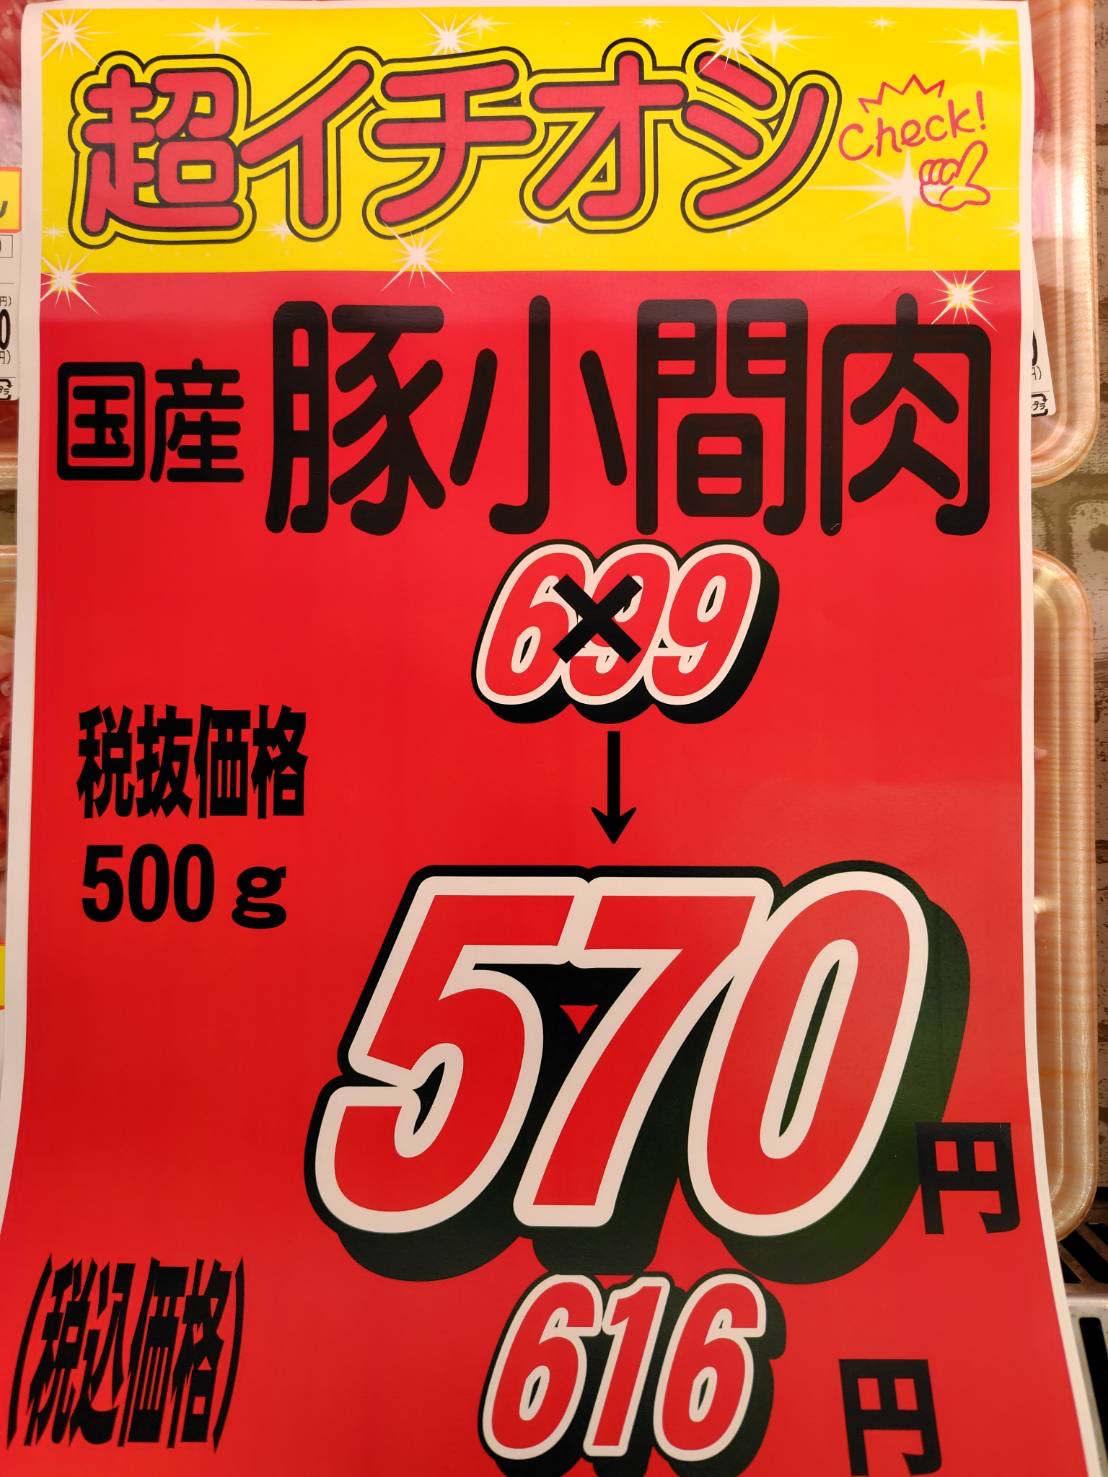 超イチオシ
Check!
国産 豚小間肉
699
↓
税抜価格
500g
570円
(税込価格)
616円